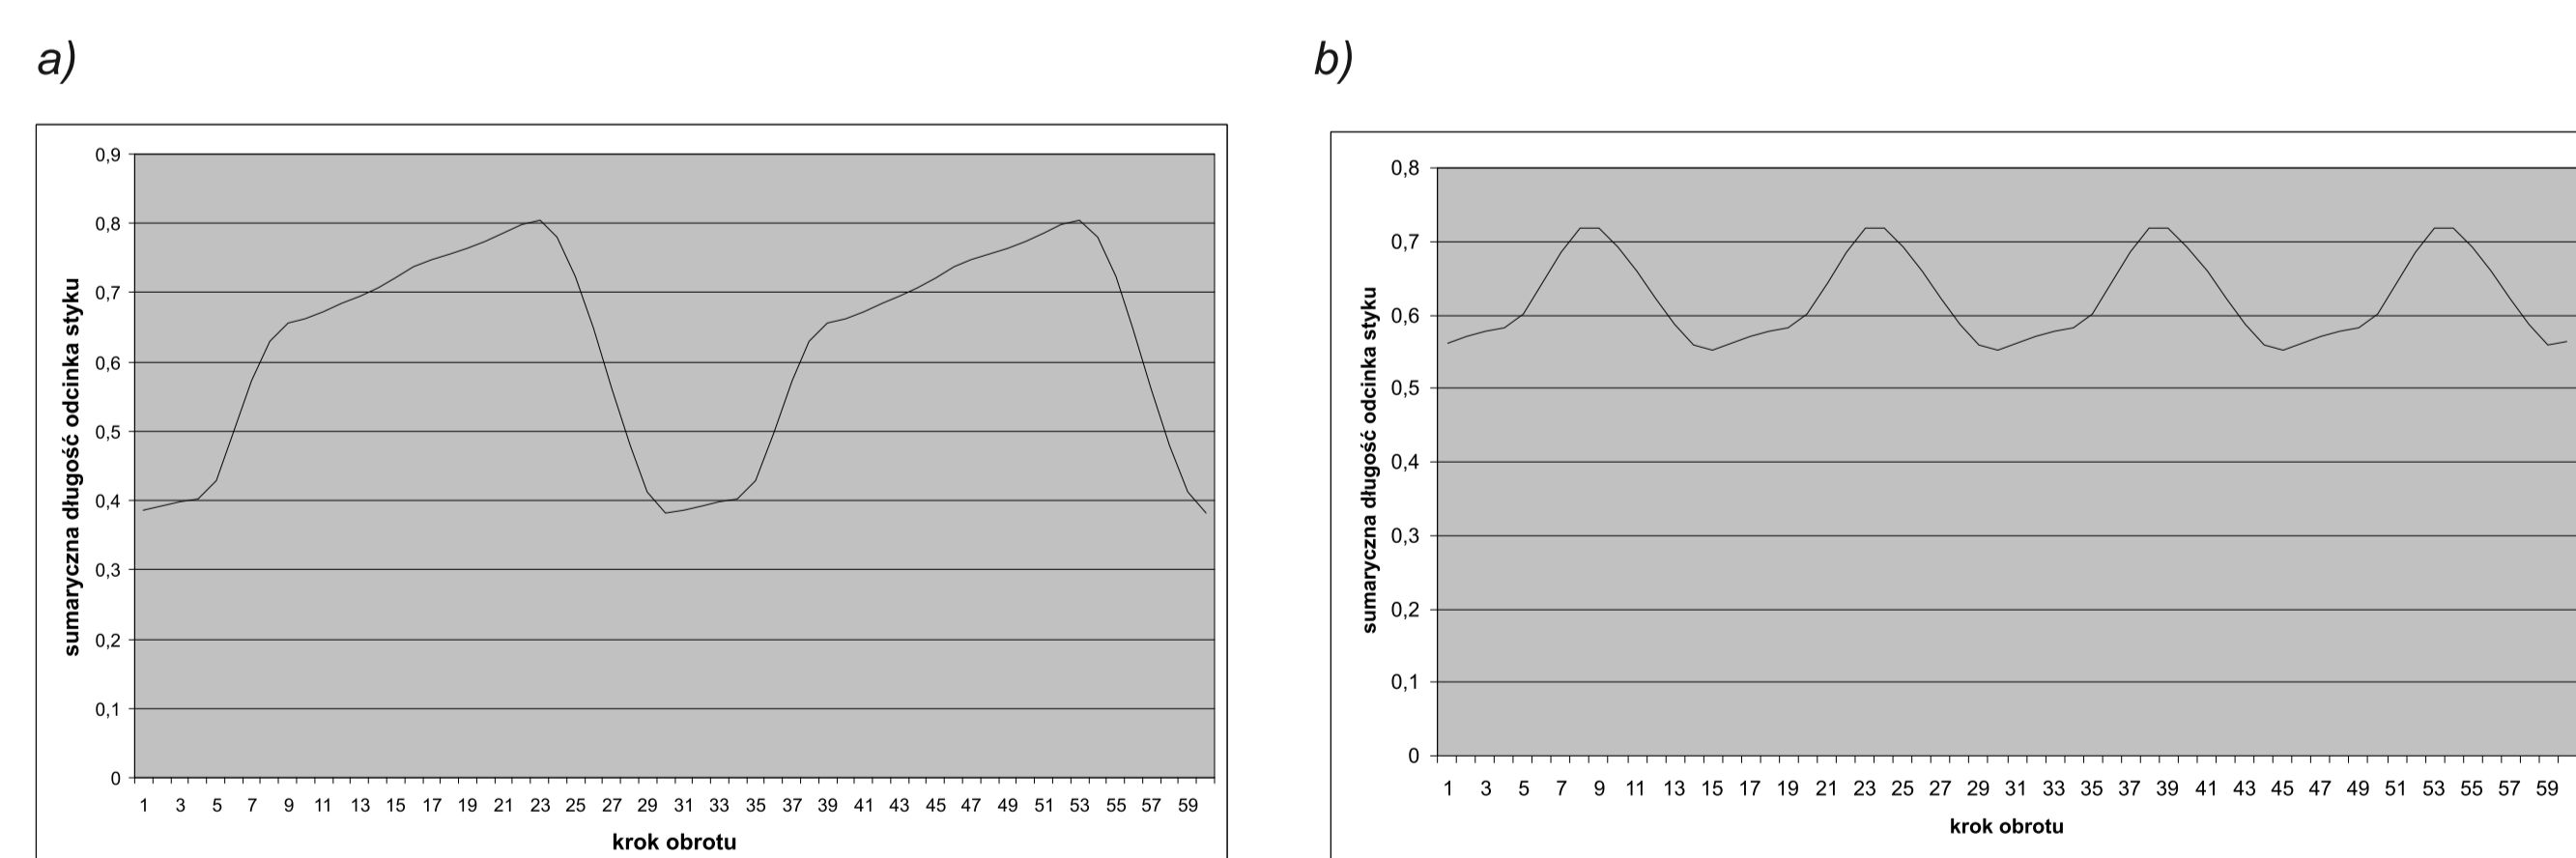 a)
b)
0,9
0,8
0,7
0,6
0,5
0,4
0,3
0,2
0,1
0
sumaryczna długość odcinka styku
1 3 5 7 9 11 13 15 17 19 21 23 25 27 29 31 33 35 37 39 41 43 45 47 49 51 53 55 57 59
krok obrotu
0,8
0,7
0,6
0,5
0,4
0,3
0,2
0,1
0
sumaryczna długość odcinka styku
1 3 5 7 9 11 13 15 17 19 21 23 25 27 29 31 33 35 37 39 41 43 45 47 49 51 53 55 57 59
krok obrotu